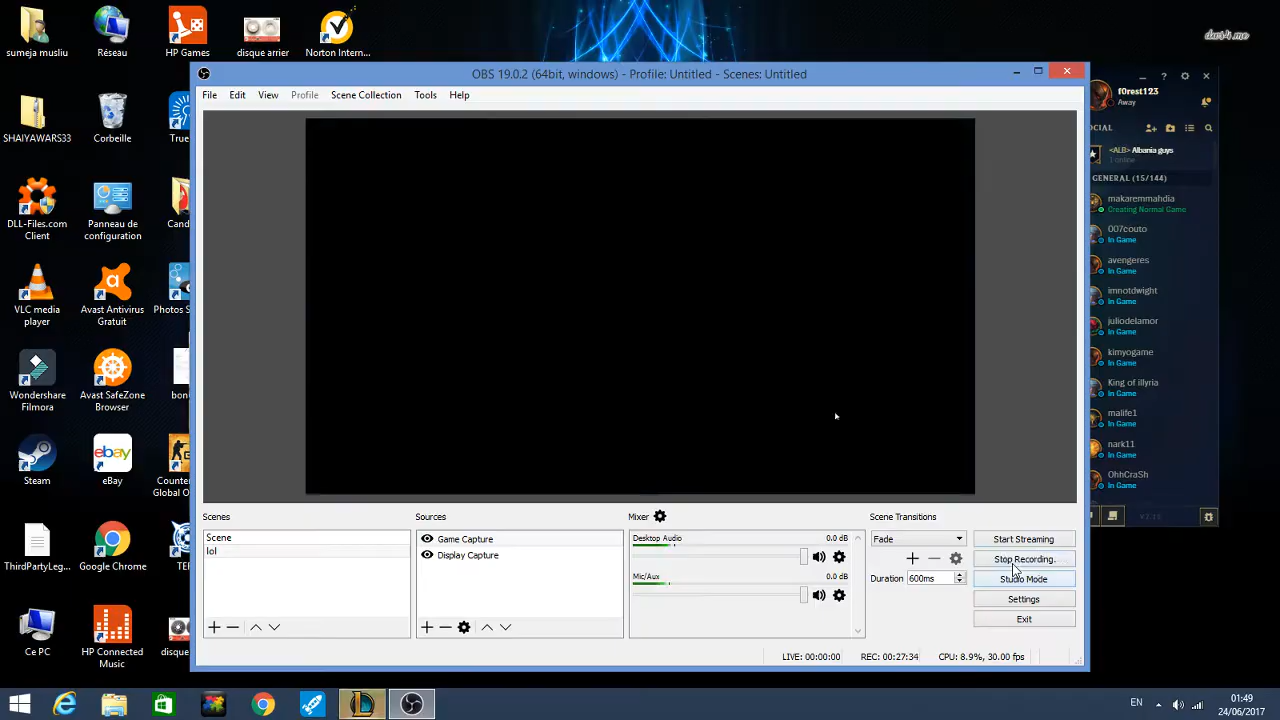 sumeja musliu
Réseau
HP Games
disque arrier
Norton Intern...
SHAIYAWARS33
Corbeille
True
DLL-Files.com
Client
Panneau de
configuration
Cand
VLC media
player
Avast Antivirus
Gratuit
Photos S
Wondershare
Filmora
Avast SafeZone
Browser
bon
Steam
ebay
eBay
Counter
Global O
ThirdPartyLeg...
Google Chrome
TEF
Ce PC
HP Connected
Music
disque
OBS 19.0.2 (64bit, windows) - Profile: Untitled - Scenes: Untitled
File Edit View Profile Scene Collection Tools Help
Scenes
Scene
lol
Sources
Game Capture
Display Capture
Mixer
Desktop Audio 0.0 dB
Mic/Aux 0.0 dB
Scene Transitions
Fade
Duration 600ms
Start Streaming
Stop Recording.
Studio Mode
Settings
Exit
LIVE: 00:00:00 REC: 00:27:34 CPU: 8.9%, 30.00 fps
f0rest123
Away
OCIAL
<ALB> Albania guys
1 online
GENERAL (15/144)
makaremmahdia
Creating Normal Game
007couto
In Game
avengeres
In Game
imnotdwight
In Game
juliodelamor
In Game
kimyogame
In Game
King of illyria
In Game
malife1
In Game
nark11
In Game
OhhCraSh
In Game
EN
01:49
24/06/2017